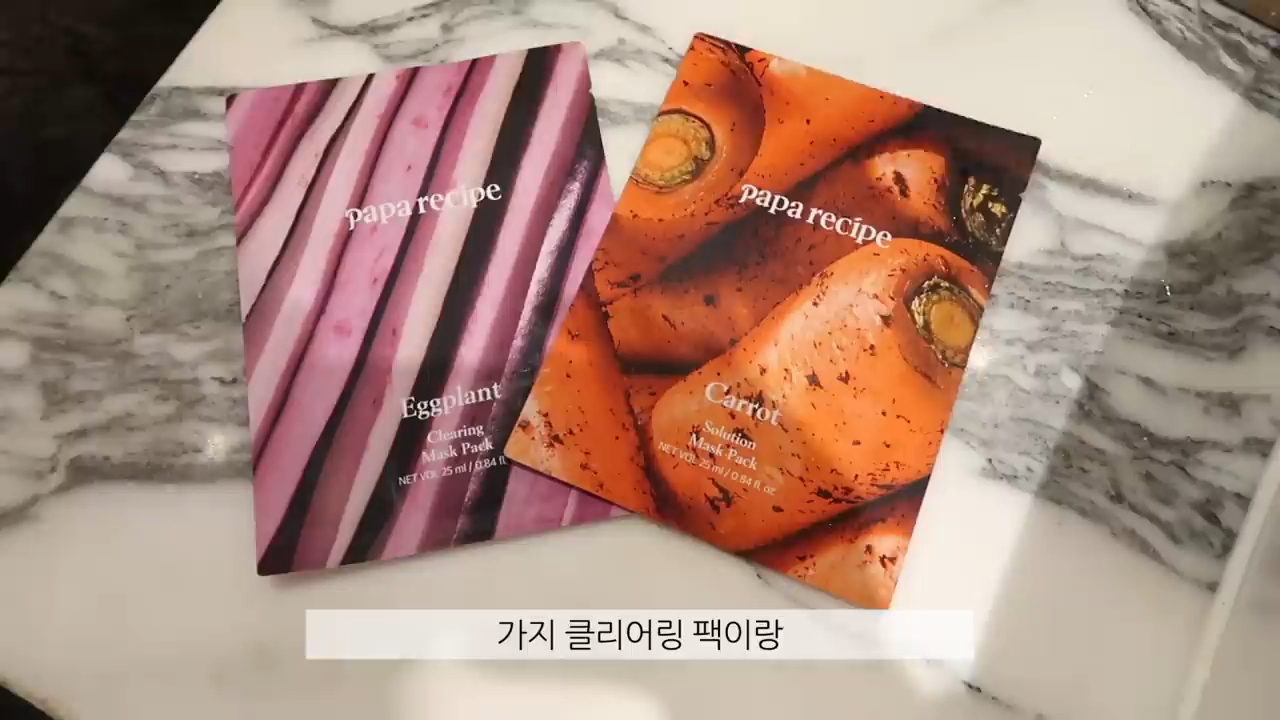 papa recipe
Eggplant
Clearing
Mask Pack
NET VOL 25 ml / 0.84 fl.
papa recipe
Carrot
Solution
Mask Pack
NET VOL 25 ml / 0.84 fl. oz
가지 클리어링 팩이랑